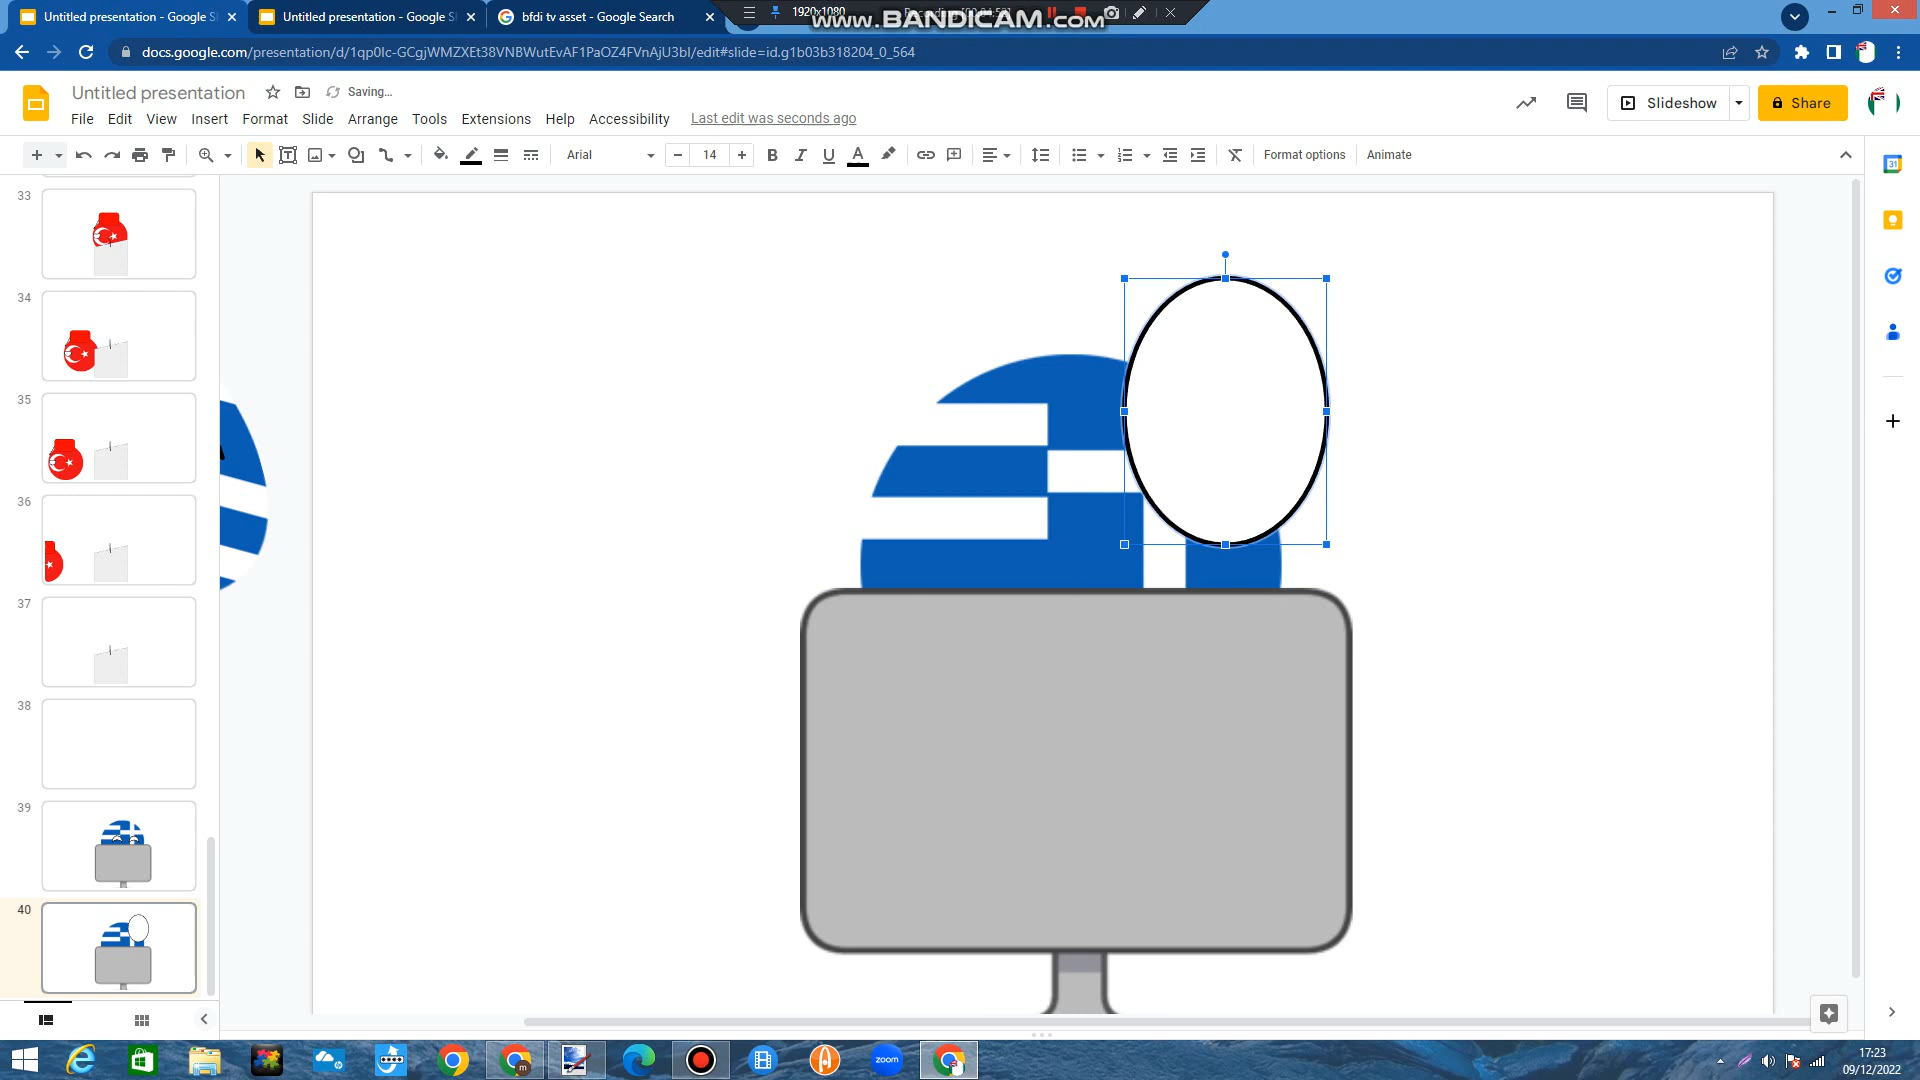 Untitled presentation - Google S
Untitled presentation - Google S
bfdi tv asset - Google Search
1920x1080
www.BANDICAM.com
docs.google.com/presentation/d/1qp0Ic-GCgjWMZXEt38VNBWutEvAF1PaOZ4FVnAjU3bI/edit#slide=id.g1b03b318204_0_564
Untitled presentation
Saving...
File Edit View Insert Format Slide Arrange Tools Extensions Help Accessibility
Last edit was seconds ago
Slideshow
Share
Arial
14
B I U A
Format options
Animate
31
33
34
35
36
37
38
39
40
m
zoom
17:23
09/12/2022